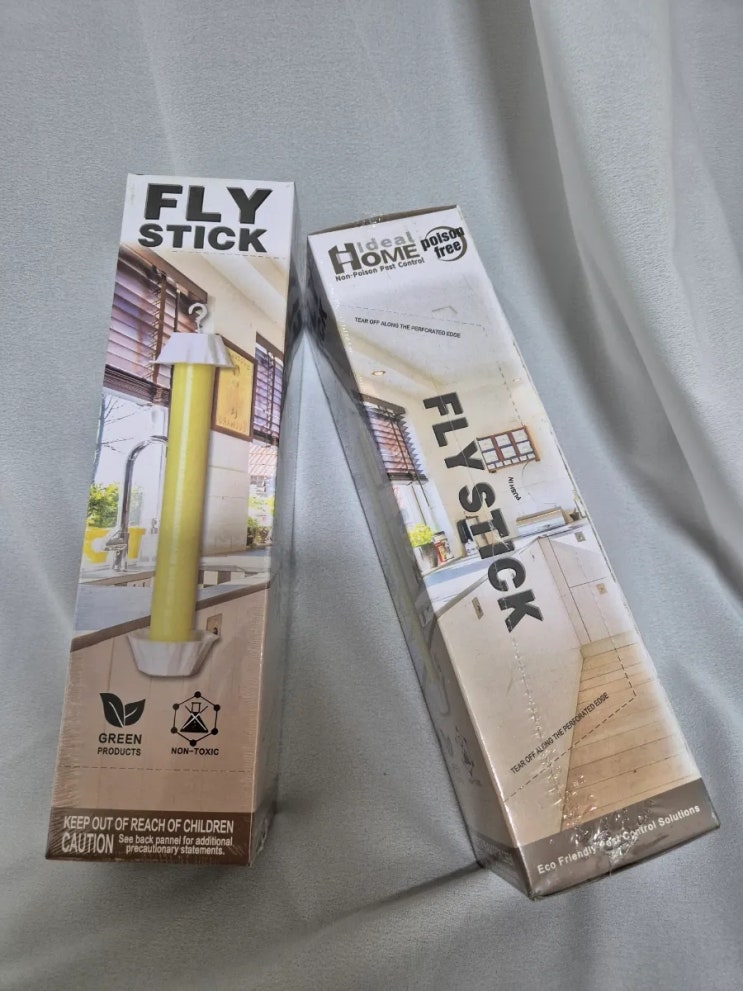 FLY
STICK
GREEN
PRODUCTS
NON-TOXIC
KEEP OUT OF REACH OF CHILDREN
CAUTION See back pannel for additional
precautionary statements.
Ideal
HOME
poison
free
Non-Poison Pest Control
TEAR OFF ALONG THE PERFORATED EDGE
FLY STICK
PUSH IN
TEAR OFF ALONG THE PERFORATED EDGE
Eco Friendly Pest Control Solutions